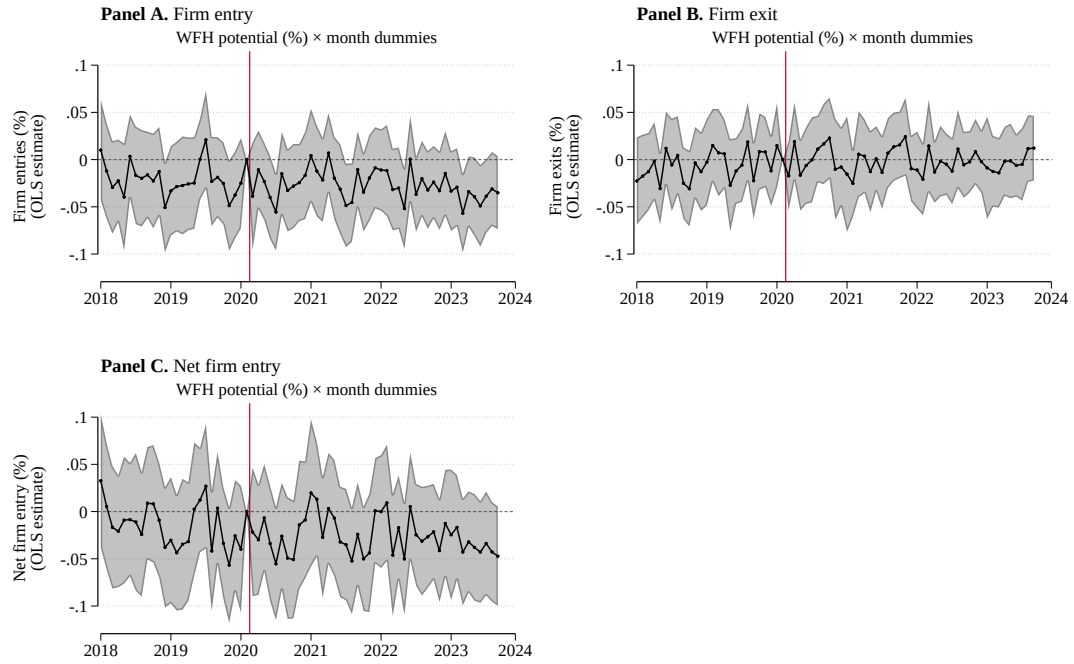 Panel A. Firm entry
WFH potential (%) × month dummies
Firm entries (%)
(OLS estimate)
.1
.05
0
-.05
-.1
2018 2019 2020 2021 2022 2023 2024
Panel B. Firm exit
WFH potential (%) × month dummies
Firm exits (%)
(OLS estimate)
.1
.05
0
-.05
-.1
2018 2019 2020 2021 2022 2023 2024
Panel C. Net firm entry
WFH potential (%) × month dummies
Net firm entry (%)
(OLS estimate)
.1
.05
0
-.05
-.1
2018 2019 2020 2021 2022 2023 2024